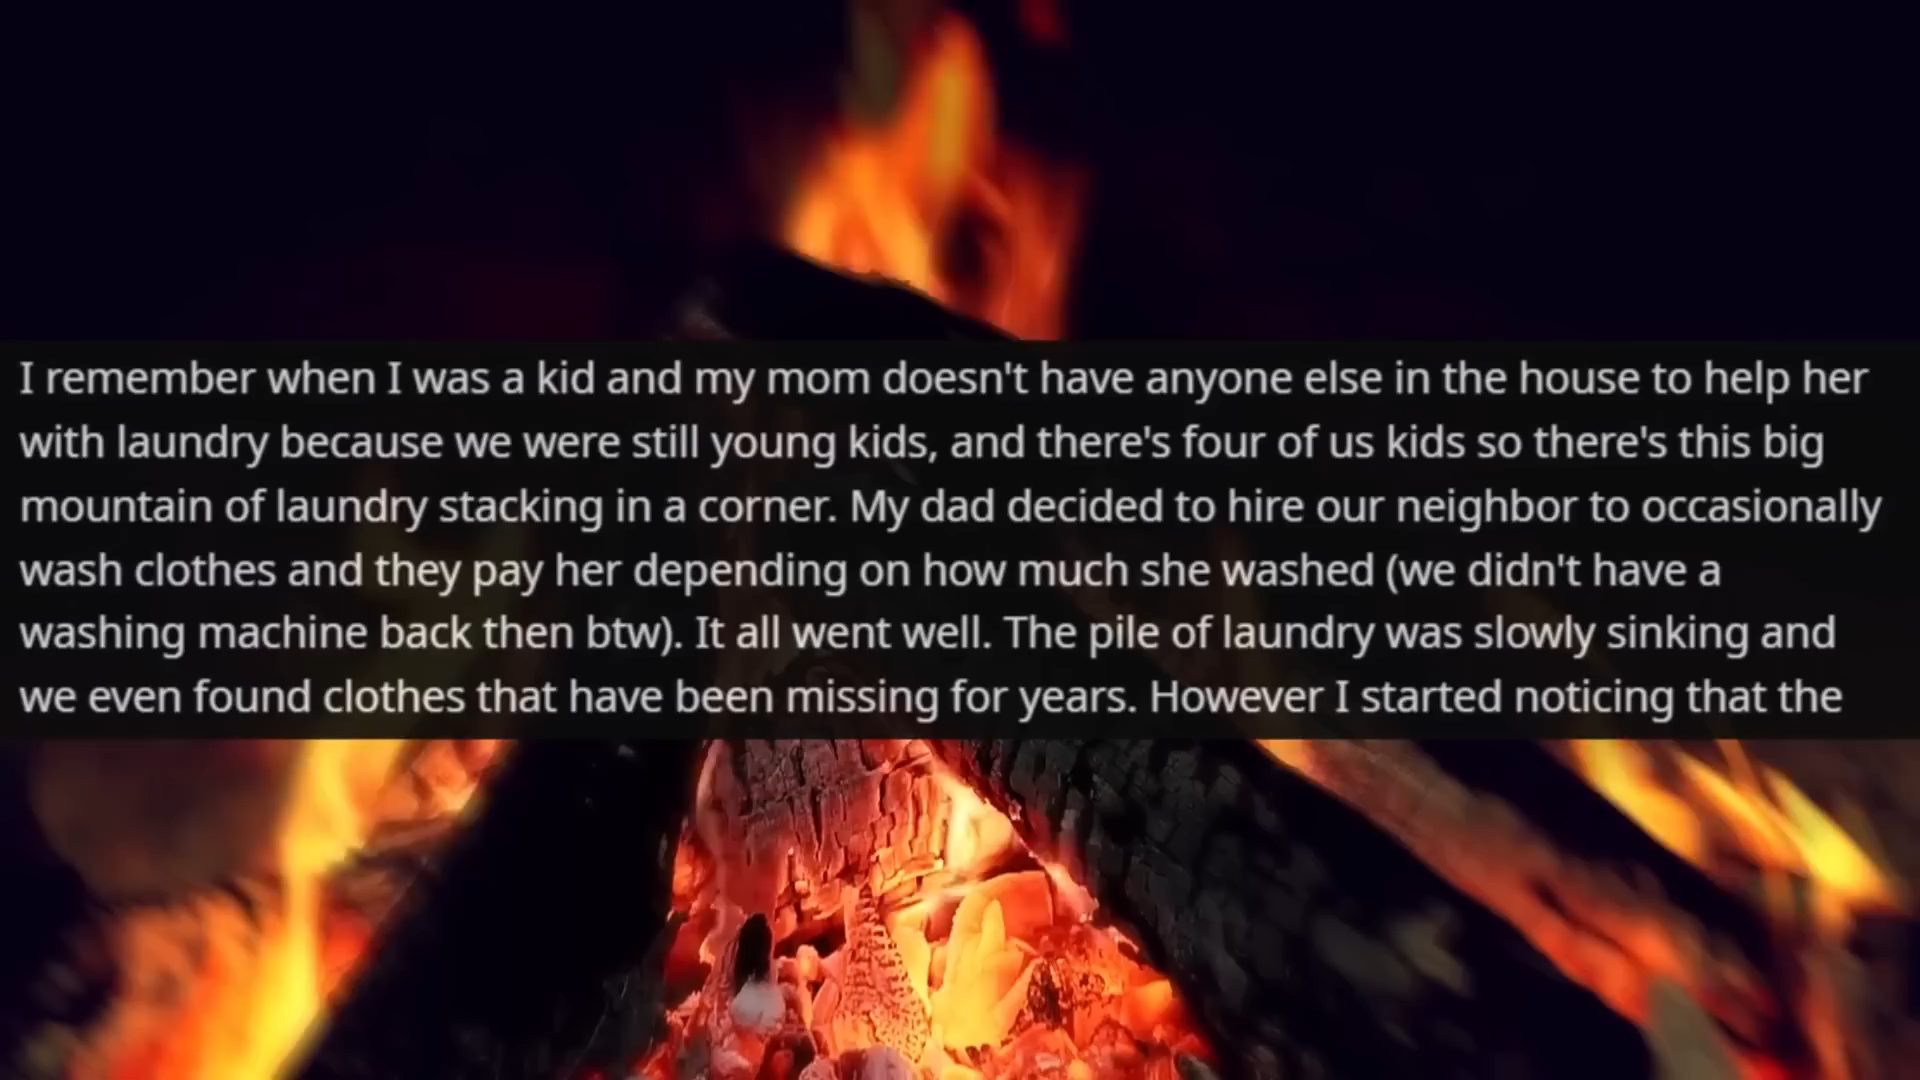 I remember when I was a kid and my mom doesn't have anyone else in the house to help her
with laundry because we were still young kids, and there's four of us kids so there's this big
mountain of laundry stacking in a corner. My dad decided to hire our neighbor to occasionally
wash clothes and they pay her depending on how much she washed (we didn't have a
washing machine back then btw). It all went well. The pile of laundry was slowly sinking and
we even found clothes that have been missing for years. However I started noticing that the